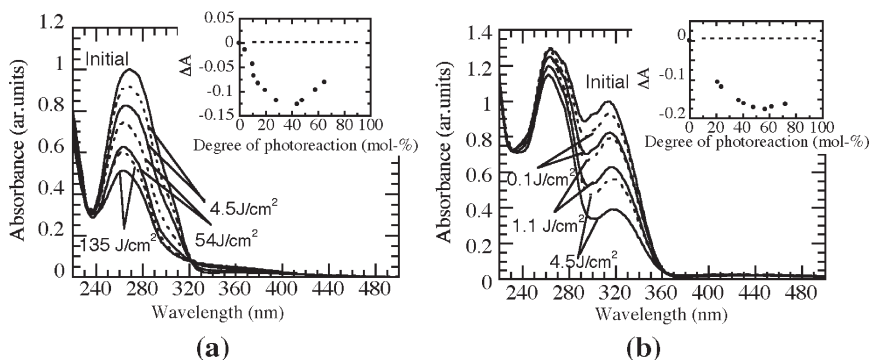 (a)
1.2
1
0.8
0.6
0.4
0.2
0
Absorbance (ar.units)
Initial
0.05
0
-0.05
-0.1
-0.15
ΔA
0 20 40 60 80 100
Degree of photoreaction (mol-%)
4.5J/cm²
54J/cm²
135 J/cm²
240 280 320 360 400 440 480
Wavelength (nm)
(a)
(b)
1.4
1.2
1
0.8
0.6
0.4
0.2
0
Absorbance (ar.units)
Initial
0
-0.1
-0.2
ΔA
0 20 40 60 80 100
Degree of photoreaction (mol-%)
0.1J/cm²
1.1 J/cm²
4.5J/cm²
240 280 320 360 400 440 480
Wavelength (nm)
(b)